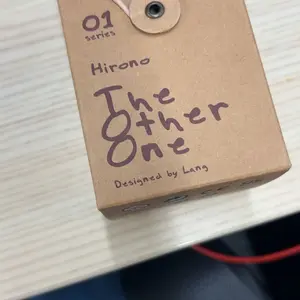 01
series
Hirono
The
Other
One
Designed by Lang